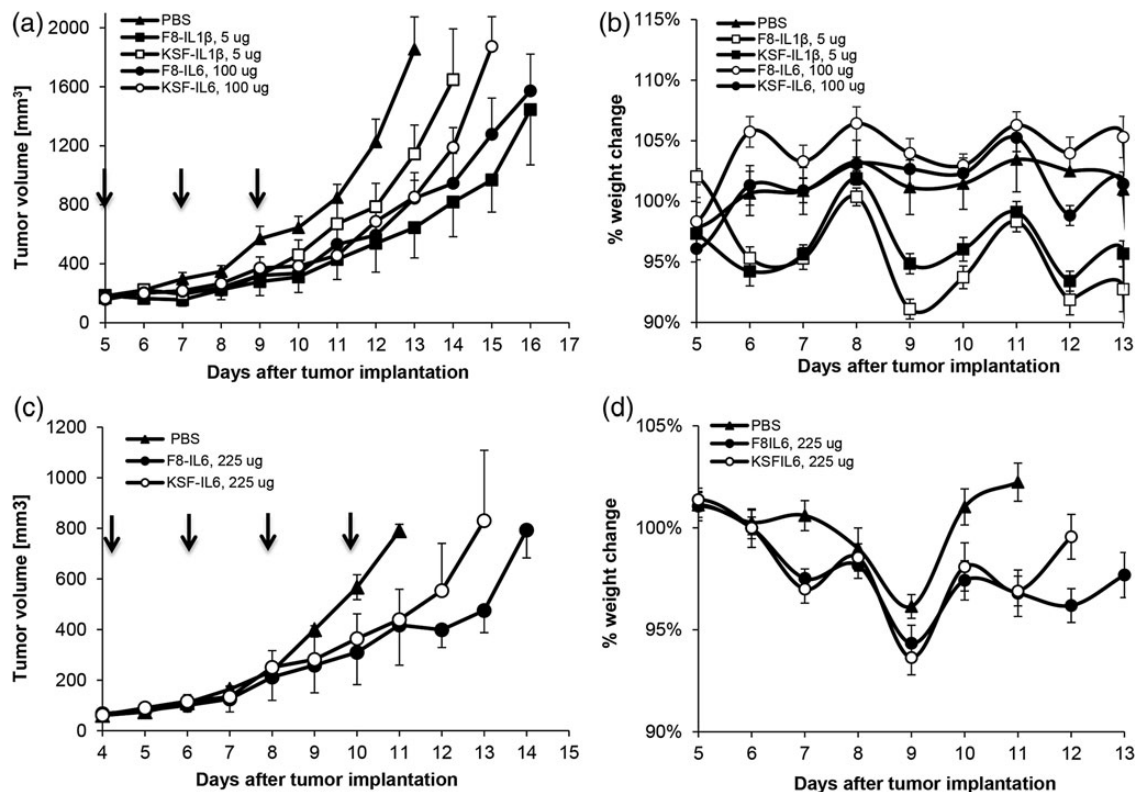 (a)
PBS
F8-IL1β, 5 ug
KSF-IL1β, 5 ug
F8-IL6, 100 ug
KSF-IL6, 100 ug
Tumor volume [mm³]
2000
1600
1200
800
400
0
5 6 7 8 9 10 11 12 13 14 15 16 17
Days after tumor implantation
(b)
PBS
F8-IL1β, 5 ug
KSF-IL1β, 5 ug
F8-IL6, 100 ug
KSF-IL6, 100 ug
% weight change
115%
110%
105%
100%
95%
90%
5 6 7 8 9 10 11 12 13
Days after tumor implantation
(c)
PBS
F8-IL6, 225 ug
KSF-IL6, 225 ug
Tumor volume [mm3]
1200
1000
800
600
400
200
0
4 5 6 7 8 9 10 11 12 13 14 15
Days after tumor implantation
(d)
PBS
F8IL6, 225 ug
KSFIL6, 225 ug
% weight change
105%
100%
95%
90%
5 6 7 8 9 10 11 12 13
Days after tumor implantation